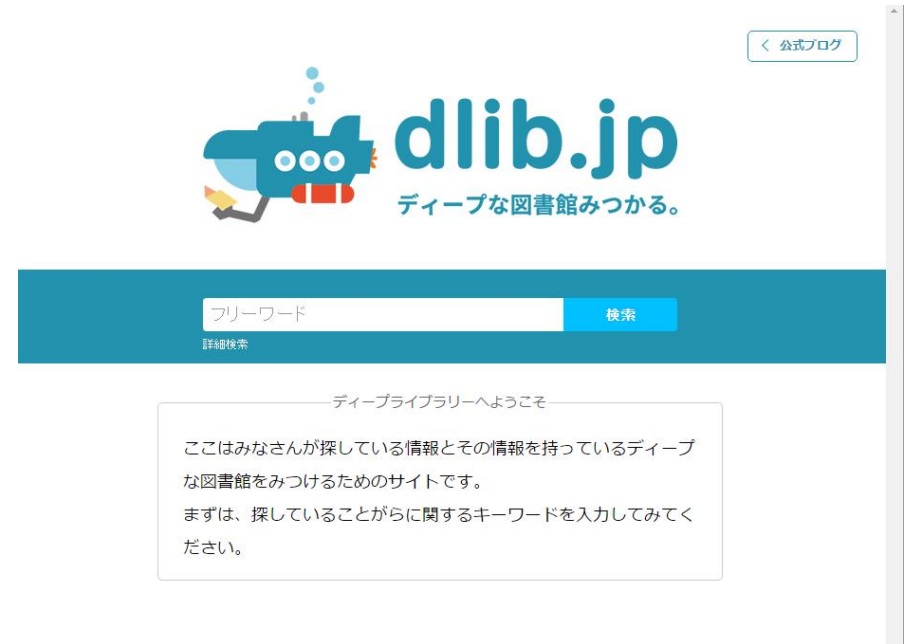 く 公式ブログ
dlib.jp
ディープな図書館みつかる。
フリーワード
検索
詳細検索
ディープライブラリーへようこそ
ここはみなさんが探している情報とその情報を持っているディープ
な図書館をみつけるためのサイトです。
まずは、探していることがらに関するキーワードを入力してみてく
ださい。